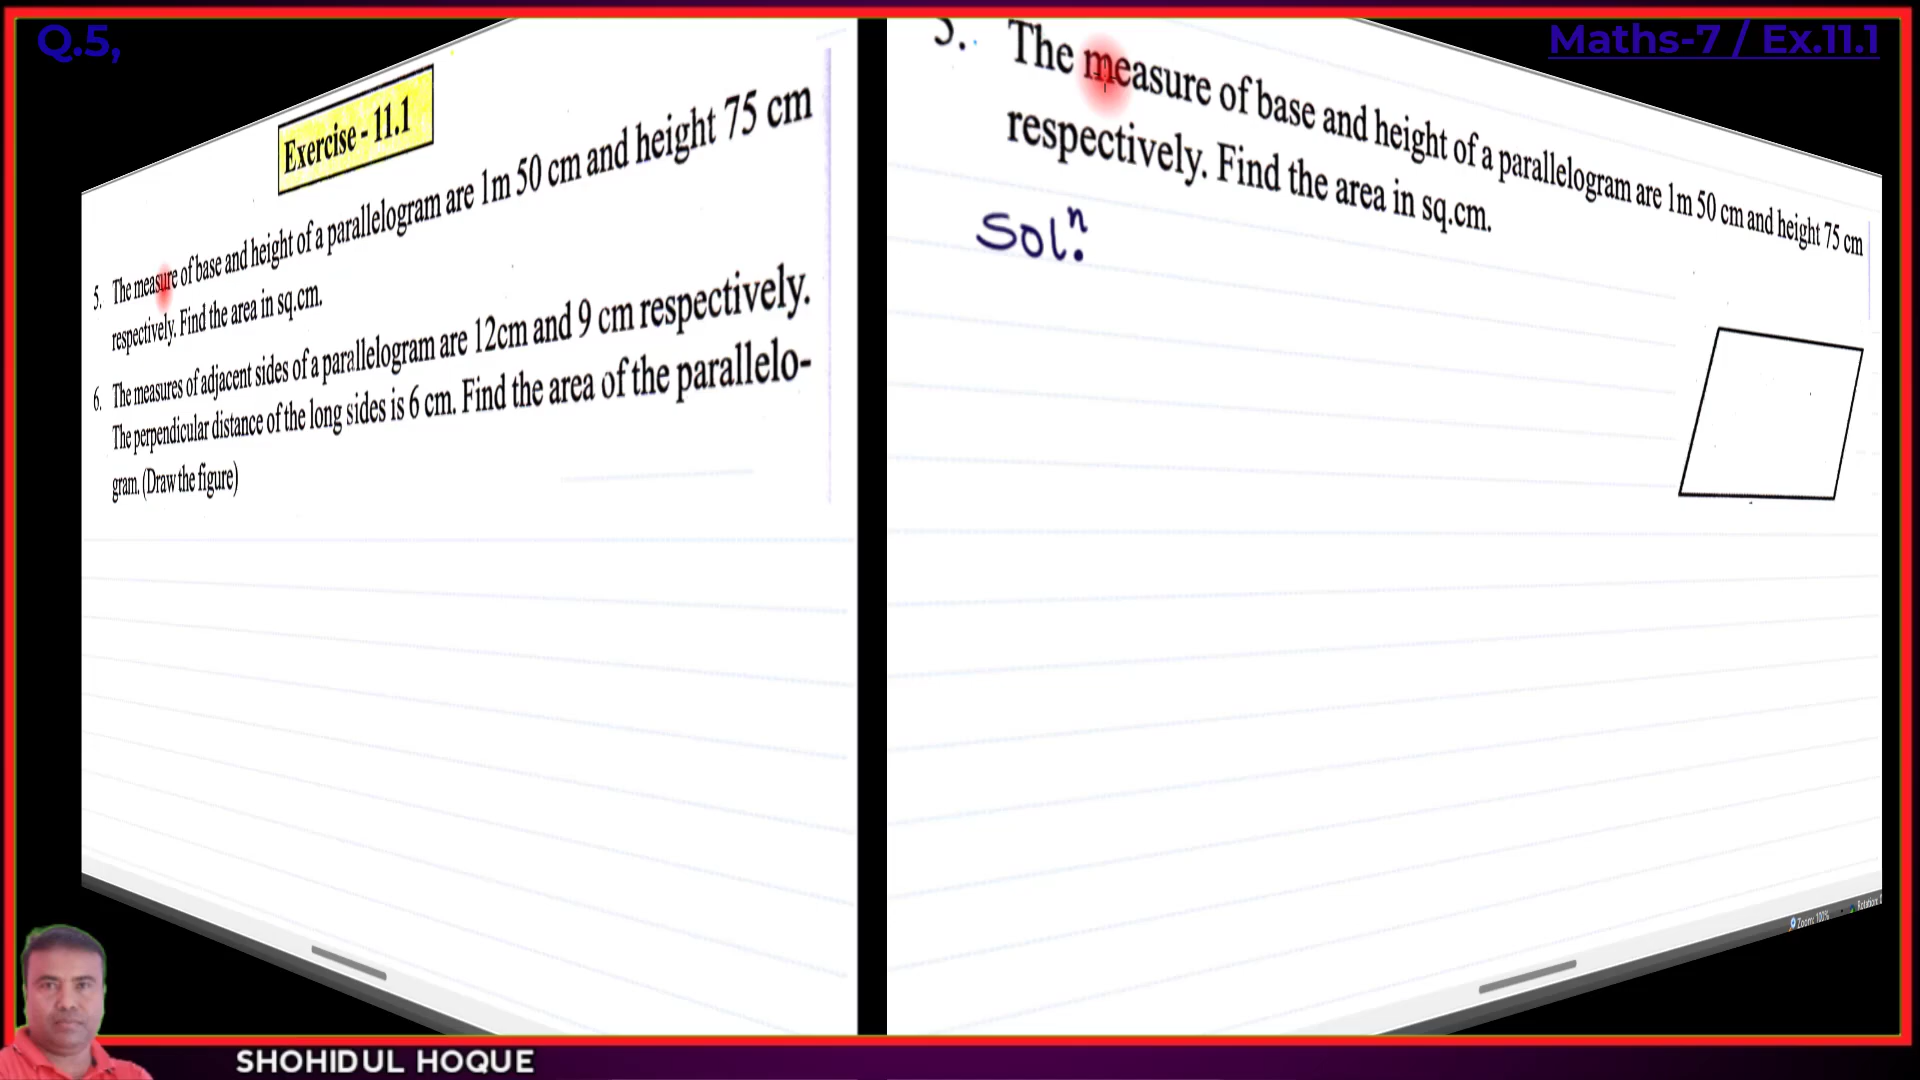 Q.5,
Maths-7 / Ex.11.1
Exercise - 11.1
5. The measure of base and height of a parallelogram are 1m 50 cm and height 75 cm
respectively. Find the area in sq.cm.
6. The measures of adjacent sides of a parallelogram are 12cm and 9 cm respectively.
The perpendicular distance of the long sides is 6 cm. Find the area of the parallelo-
gram. (Draw the figure)
5. The measure of base and height of a parallelogram are 1m 50 cm and height 75 cm
respectively. Find the area in sq.cm.
Solⁿ.
Zoom: 100%
SHOHIDUL HOQUE